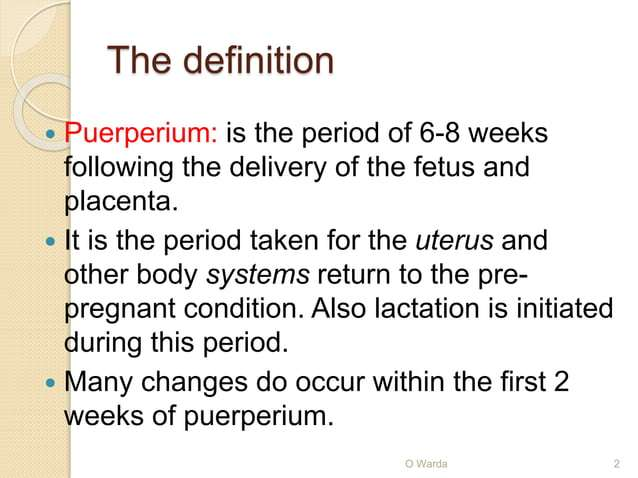 The definition
• Puerperium: is the period of 6-8 weeks
following the delivery of the fetus and
placenta.
• It is the period taken for the uterus and
other body systems return to the pre-
pregnant condition. Also lactation is initiated
during this period.
• Many changes do occur within the first 2
weeks of puerperium.
O Warda 2